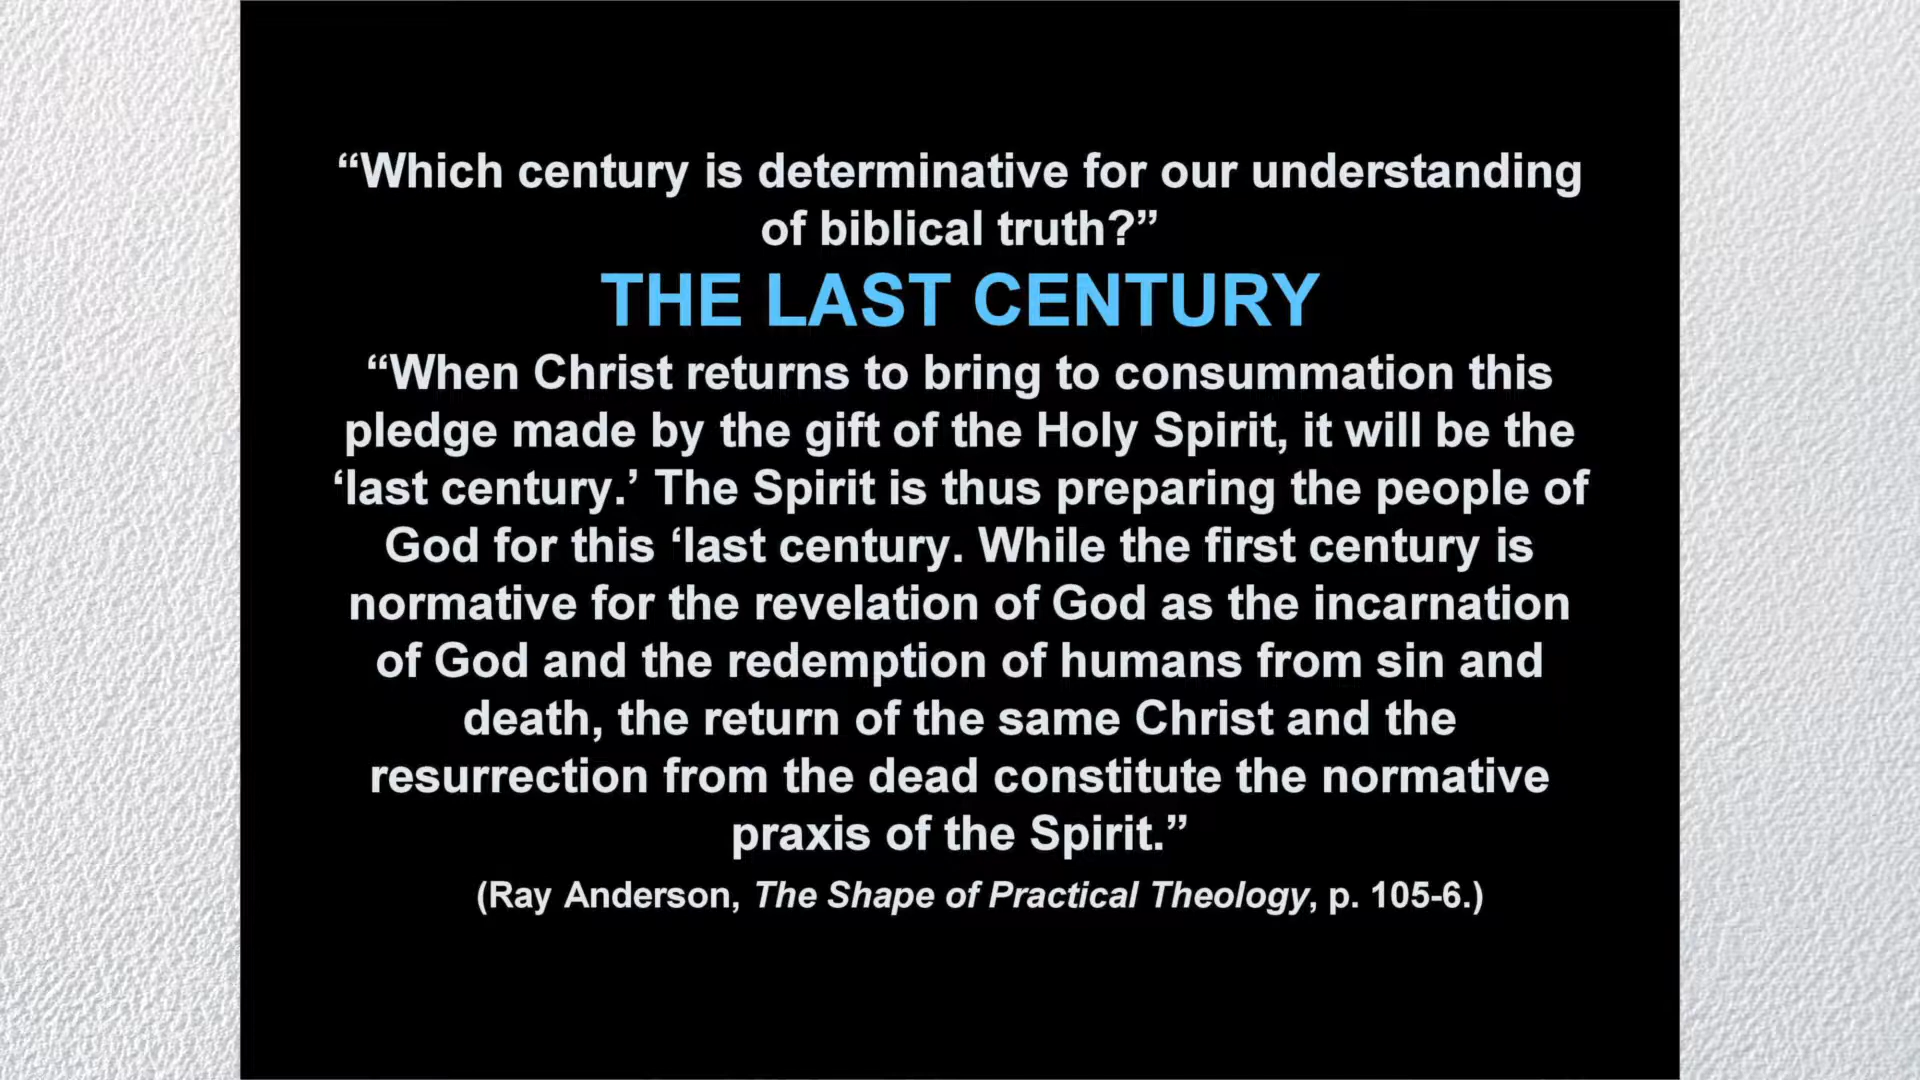 “Which century is determinative for our understanding
of biblical truth?”
THE LAST CENTURY
“When Christ returns to bring to consummation this
pledge made by the gift of the Holy Spirit, it will be the
‘last century.’ The Spirit is thus preparing the people of
God for this ‘last century. While the first century is
normative for the revelation of God as the incarnation
of God and the redemption of humans from sin and
death, the return of the same Christ and the
resurrection from the dead constitute the normative
praxis of the Spirit.”
(Ray Anderson, The Shape of Practical Theology, p. 105-6.)